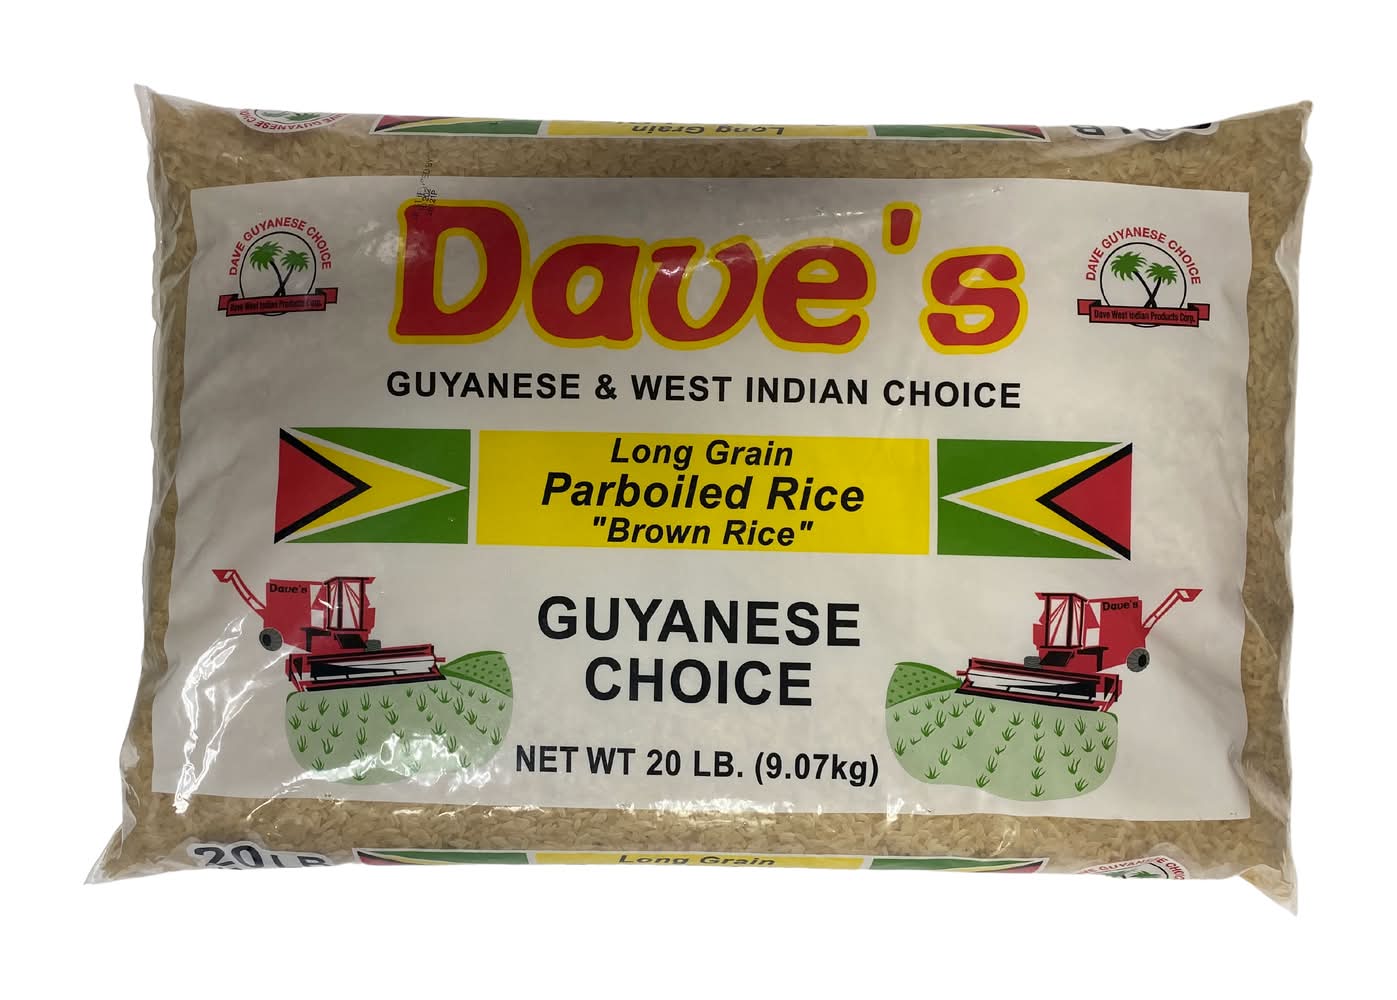 Long Grain
DAVE GUYANESE CHOICE
Dave West Indian Products Corp.
Dave's
DAVE GUYANESE CHOICE
Dave West Indian Products Corp.
GUYANESE & WEST INDIAN CHOICE
Long Grain
Parboiled Rice
"Brown Rice"
Dave's
Dave's
GUYANESE
CHOICE
NET WT 20 LB. (9.07kg)
20 LB
Long Grain
GUYANESE CHOICE